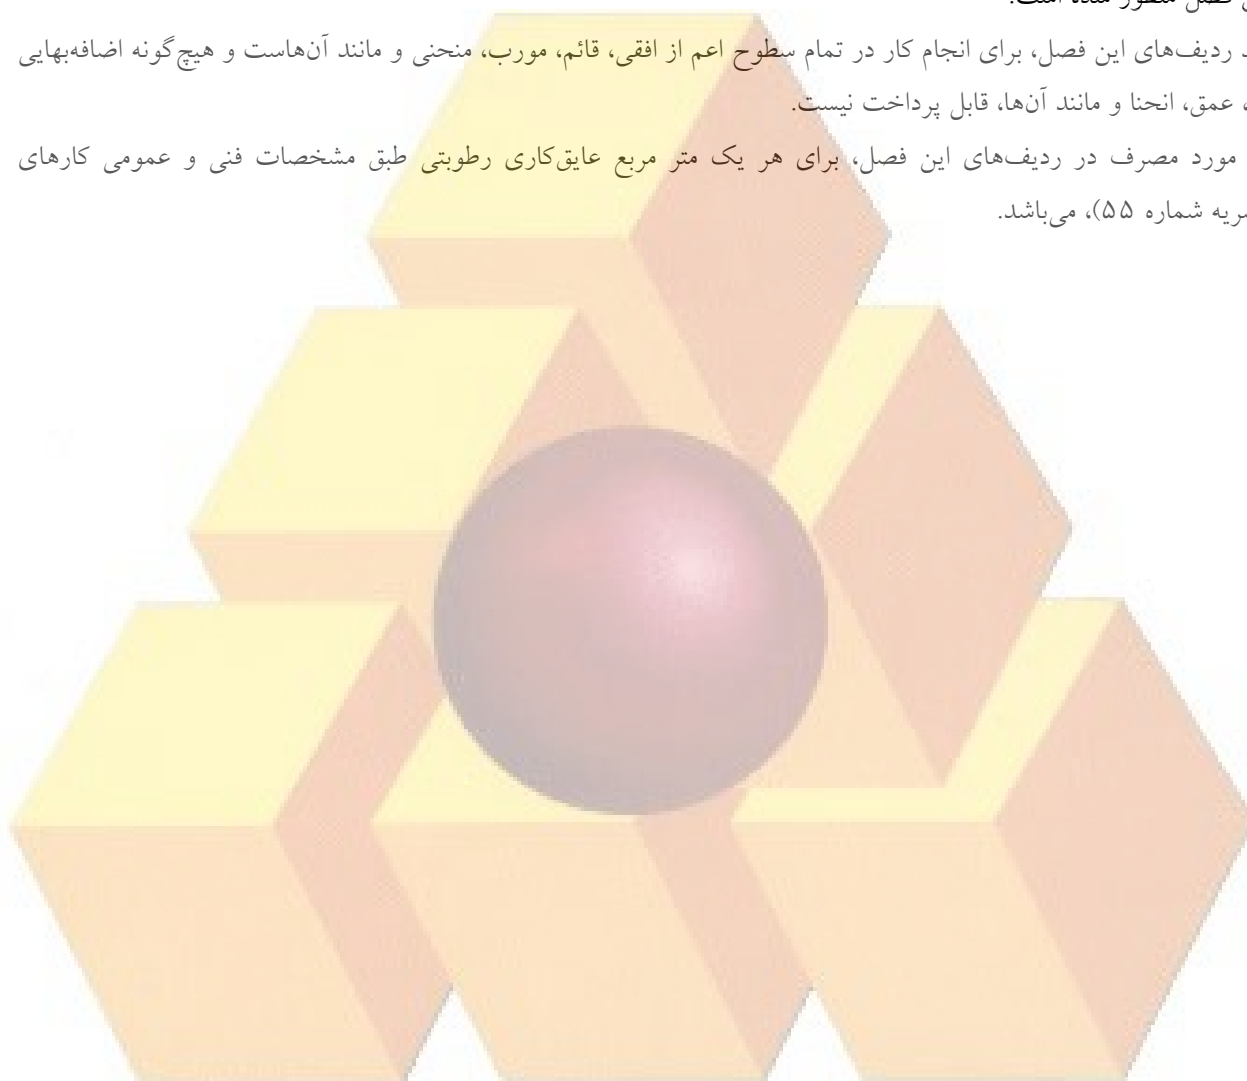 فصل منظور شده است.
ردیف‌های این فصل، برای انجام کار در تمام سطوح اعم از افقی، قائم، مورب، منحنی و مانند آن‌هاست و هیچ‌گونه اضافه‌بهایی
، عمق، انحنا و مانند آن‌ها، قابل پرداخت نیست.
مورد مصرف در ردیف‌های این فصل، برای هر یک متر مربع عایق‌کاری رطوبتی طبق مشخصات فنی و عمومی کارهای
شماره ۵۵)، می‌باشد.